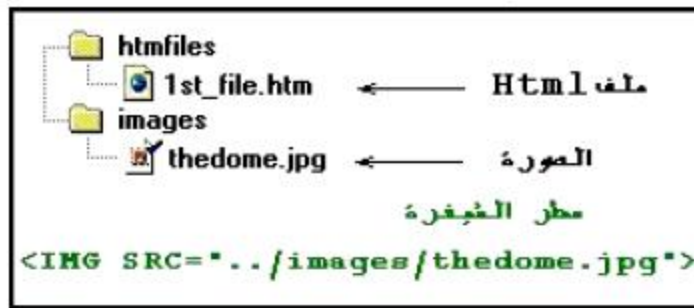 htmfiles
1st_file.htm ملف Html
images
thedome.jpg الصورة
سطر الشيفرة
<IMG SRC="../images/thedome.jpg">